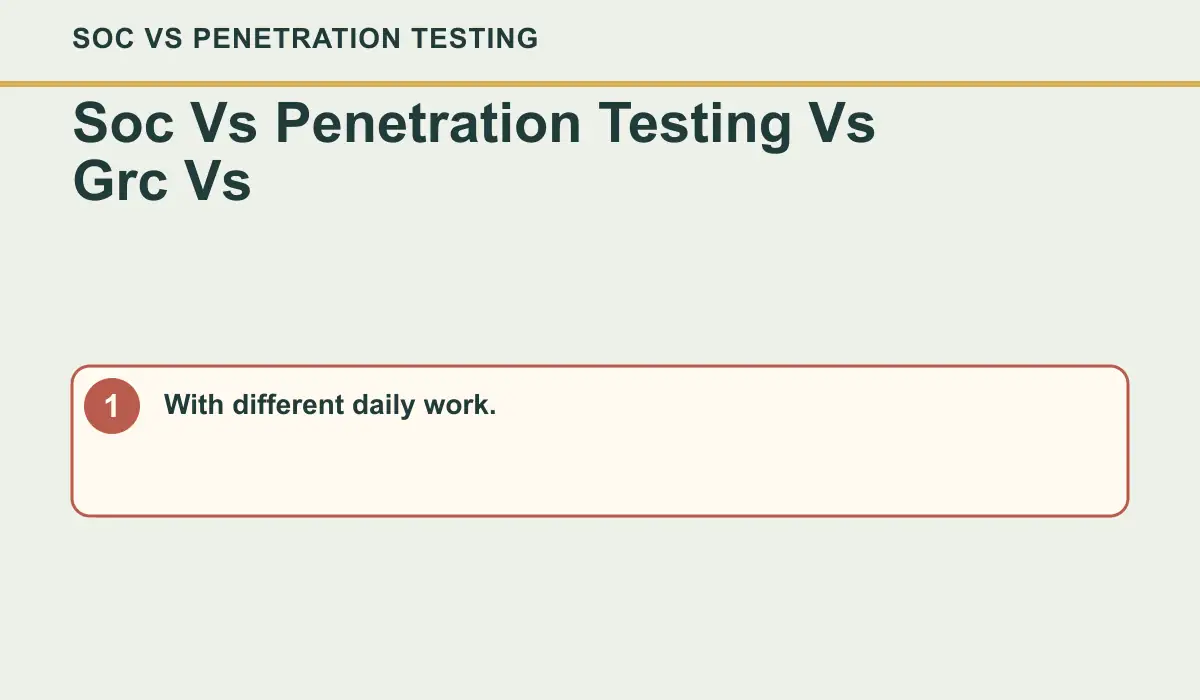 SOC VS PENETRATION TESTING
Soc Vs Penetration Testing Vs
Grc Vs
1
With different daily work.